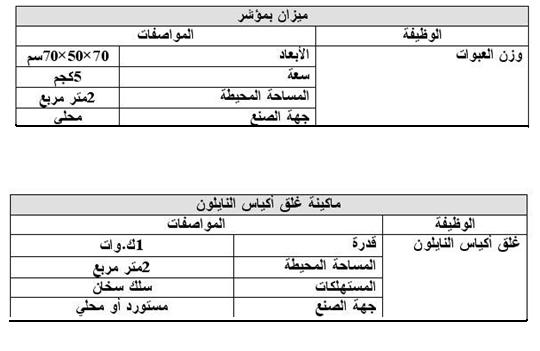 ميزان بمؤشر
الوظيفة المواصفات
وزن العبوات الأبعاد 70×50×70سم
سعة 5كجم
المساحة المحيطة 2متر مربع
جهة الصنع محلي
ماكينة غلق أكياس النايلون
الوظيفة المواصفات
غلق أكياس النايلون قدرة 1ك.وات
المساحة المحيطة 2متر مربع
المستهلكات سلك سخان
جهة الصنع مستورد أو محلي